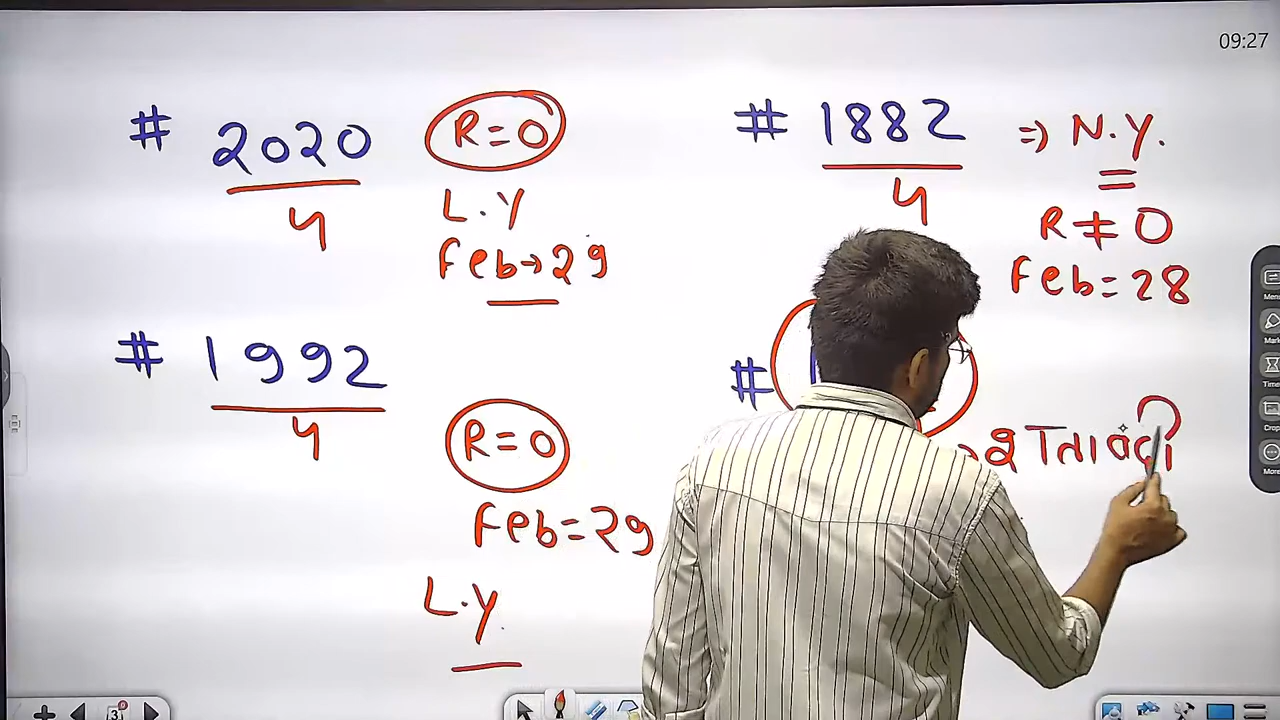 09:27
# 2020 / 4
R = 0
L.Y
Feb → 29
# 1882 / 4
⇒ N.Y.
R ≠ 0
Feb = 28
# 1992 / 4
R = 0
Feb = 29
L.Y
#